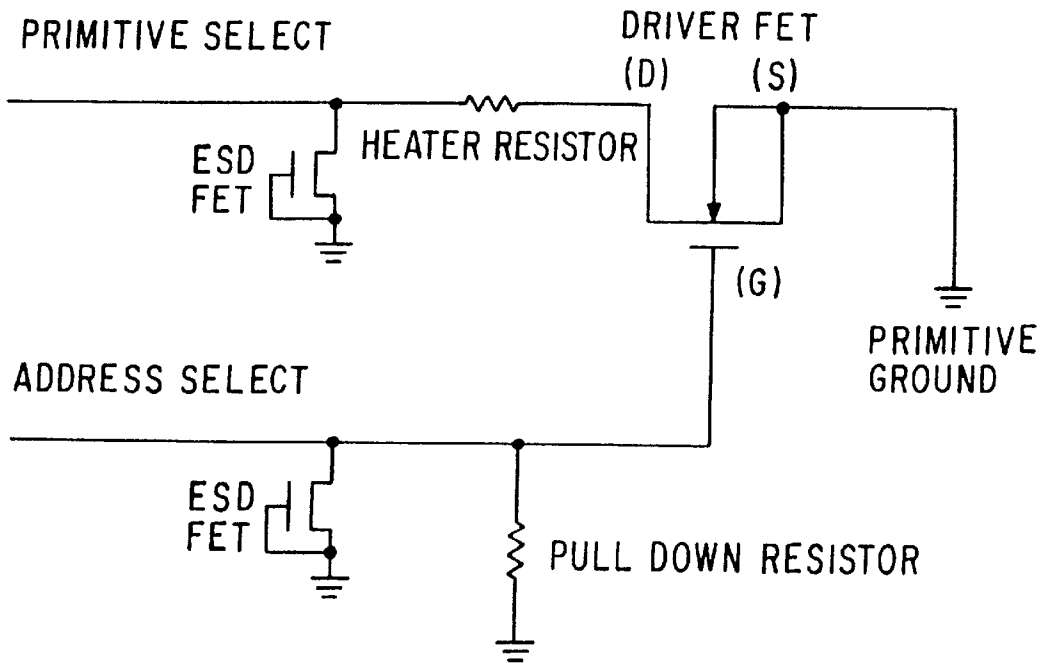 PRIMITIVE SELECT
DRIVER FET
(D)
(S)
HEATER RESISTOR
ESD
FET
(G)
PRIMITIVE
GROUND
ADDRESS SELECT
ESD
FET
PULL DOWN RESISTOR